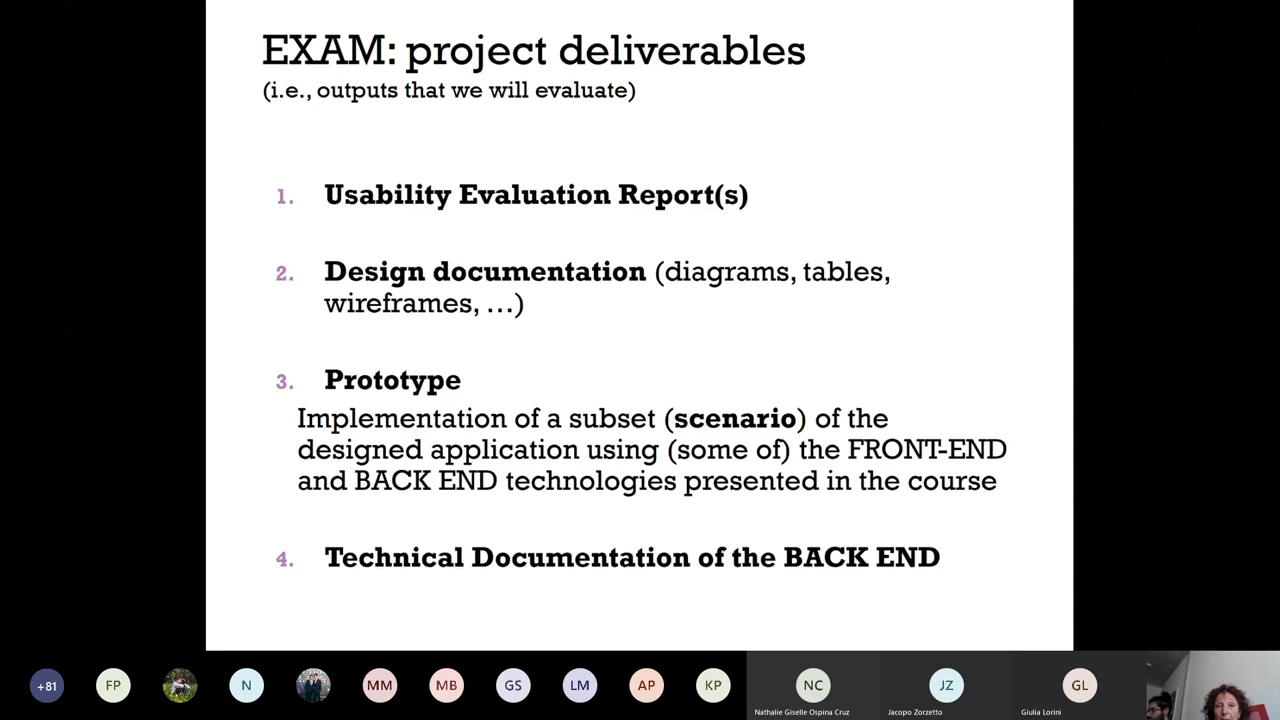 EXAM: project deliverables
(i.e., outputs that we will evaluate)
1. Usability Evaluation Report(s)
2. Design documentation (diagrams, tables,
wireframes, …)
3. Prototype
Implementation of a subset (scenario) of the
designed application using (some of) the FRONT-END
and BACK END technologies presented in the course
4. Technical Documentation of the BACK END
+81 FP N MM MB GS LM AP KP NC JZ GL
Nathalie Giselle Ospina Cruz Jacopo Zorzetto Giulia Lorini